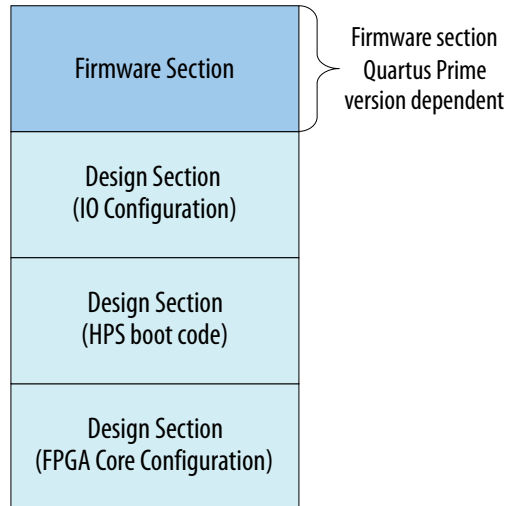 Firmware Section
Firmware section
Quartus Prime
version dependent
Design Section
(IO Configuration)
Design Section
(HPS boot code)
Design Section
(FPGA Core Configuration)